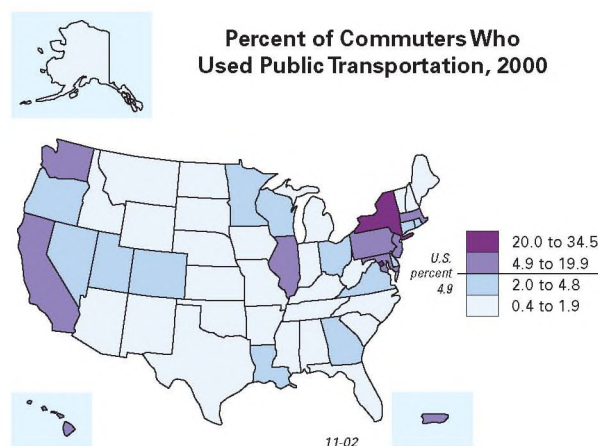 Percent of Commuters Who
Used Public Transportation, 2000
20.0 to 34.5
U.S.
percent
4.9
4.9 to 19.9
2.0 to 4.8
0.4 to 1.9
11-02